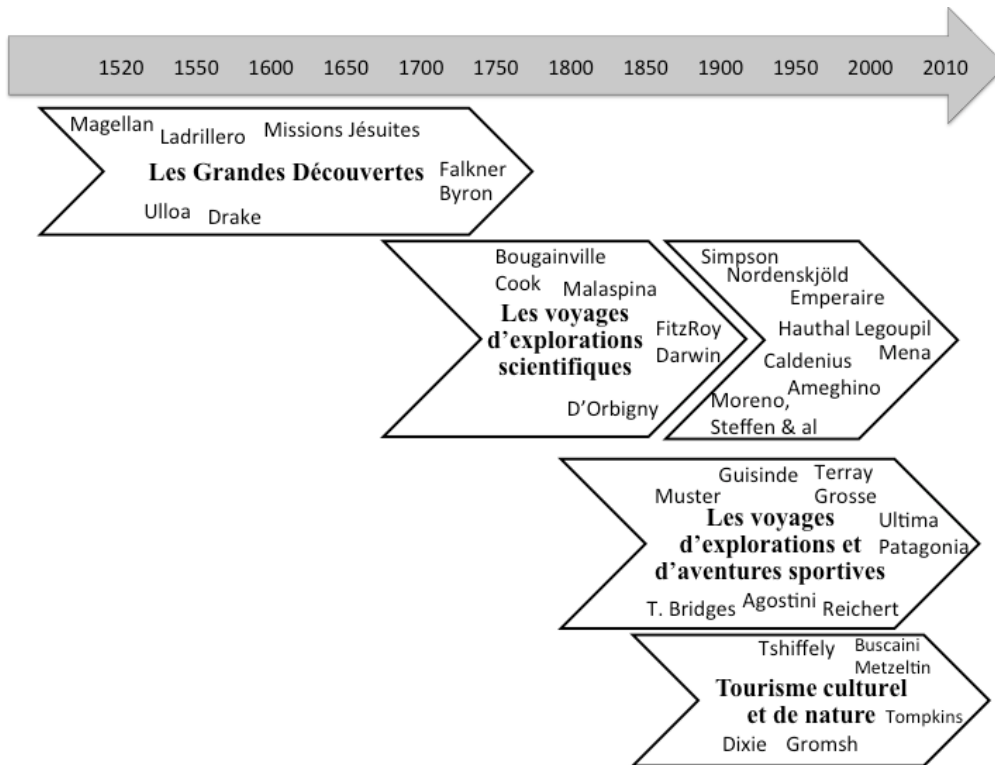 1520 1550 1600 1650 1700 1750 1800 1850 1900 1950 2000 2010
Magellan
Ladrillero
Missions Jésuites
Les Grandes Découvertes
Falkner
Byron
Ulloa
Drake
Bougainville
Cook
Malaspina
Les voyages
d’explorations
scientifiques
FitzRoy
Darwin
D’Orbigny
Simpson
Nordenskjöld
Emperaire
Hauthal Legoupil
Mena
Caldenius
Ameghino
Moreno,
Steffen & al
Guisinde
Terray
Muster
Grosse
Les voyages
d’explorations et
d’aventures sportives
Ultima
Patagonia
T. Bridges
Agostini
Reichert
Tshiffely
Buscaini
Metzeltin
Tourisme culturel
et de nature
Tompkins
Dixie
Gromsh